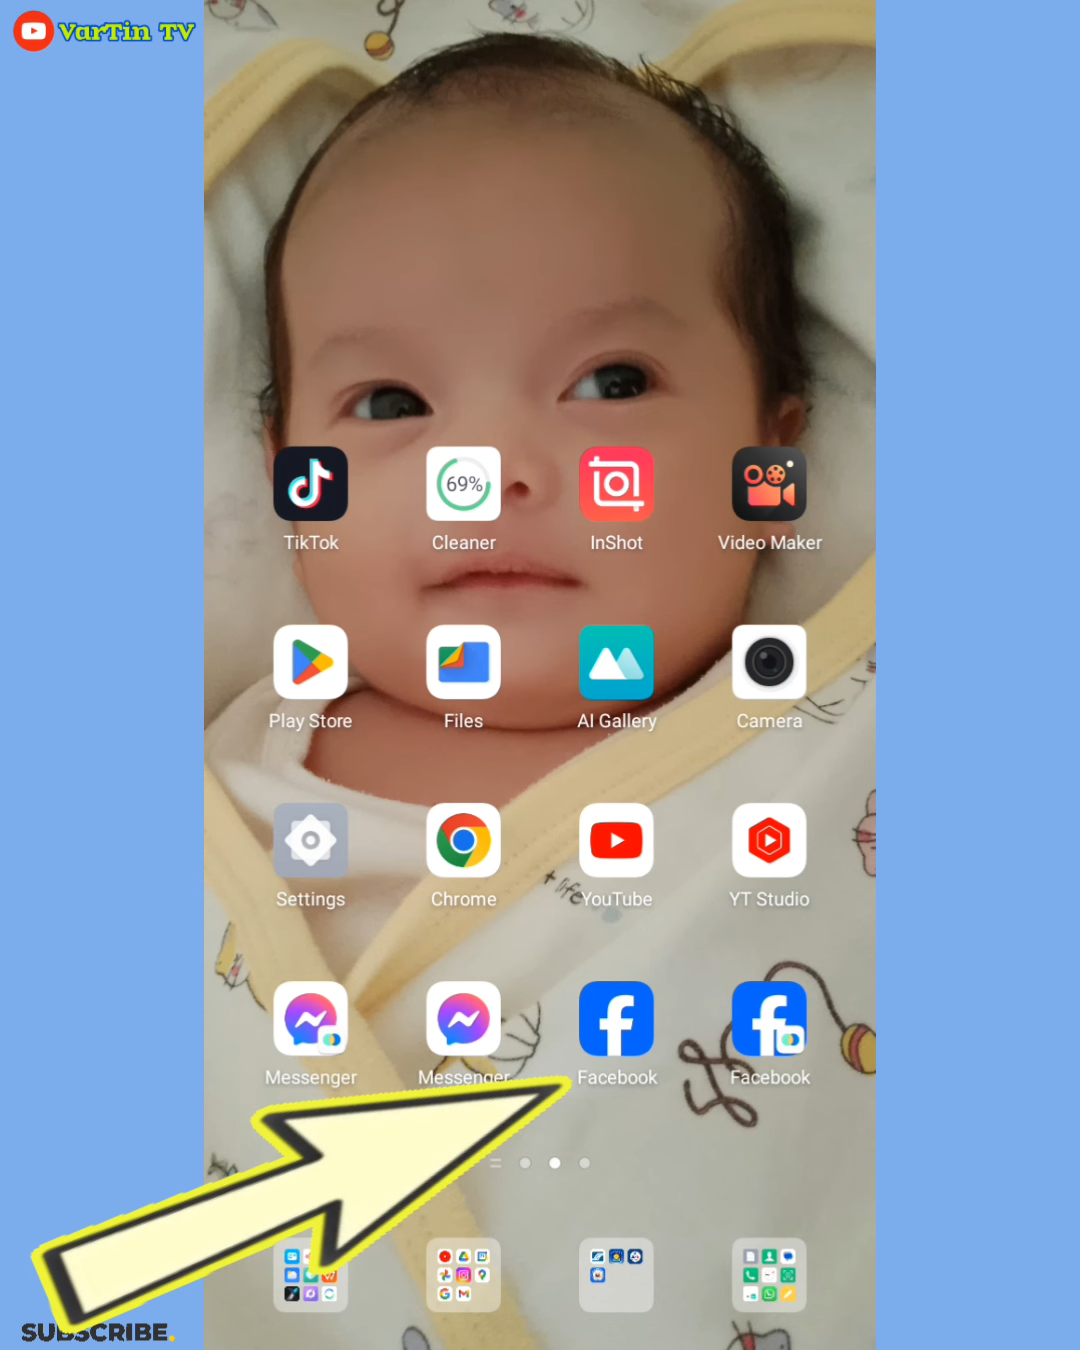 VarTin TV
69%
TikTok
Cleaner
InShot
Video Maker
Play Store
Files
AI Gallery
Camera
+ life
Settings
Chrome
YouTube
YT Studio
Messenger
Messenger
Facebook
Facebook
SUBSCRIBE.